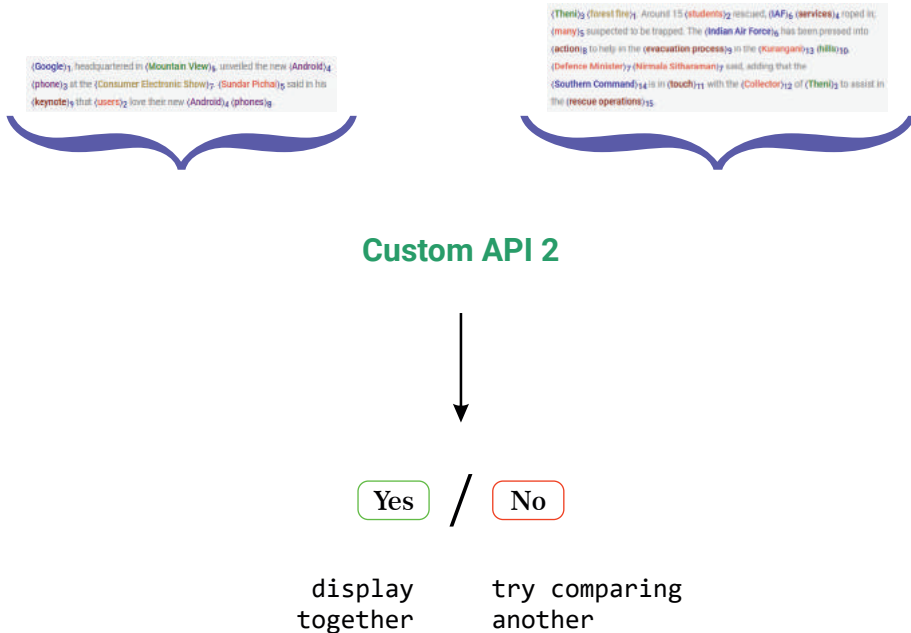 ⟨Google⟩1, headquartered in ⟨Mountain View⟩6, unveiled the new ⟨Android⟩4
⟨phone⟩3 at the ⟨Consumer Electronic Show⟩7. ⟨Sundar Pichai⟩5 said in his
⟨keynote⟩9 that ⟨users⟩2 love their new ⟨Android⟩4 ⟨phones⟩8.
⟨Theni⟩3 ⟨forest fire⟩1. Around 15 ⟨students⟩2 rescued, ⟨IAF⟩6 ⟨services⟩4 roped in;
⟨many⟩5 suspected to be trapped. The ⟨Indian Air Force⟩6 has been pressed into
⟨action⟩8 to help in the ⟨evacuation process⟩9 in the ⟨Kurangani⟩13 ⟨hills⟩10.
⟨Defence Minister⟩7 ⟨Nirmala Sitharaman⟩7 said, adding that the
⟨Southern Command⟩14 is in ⟨touch⟩11 with the ⟨Collector⟩12 of ⟨Theni⟩3 to assist in
the ⟨rescue operations⟩15.
Custom API 2
Yes / No
display try comparing
together another